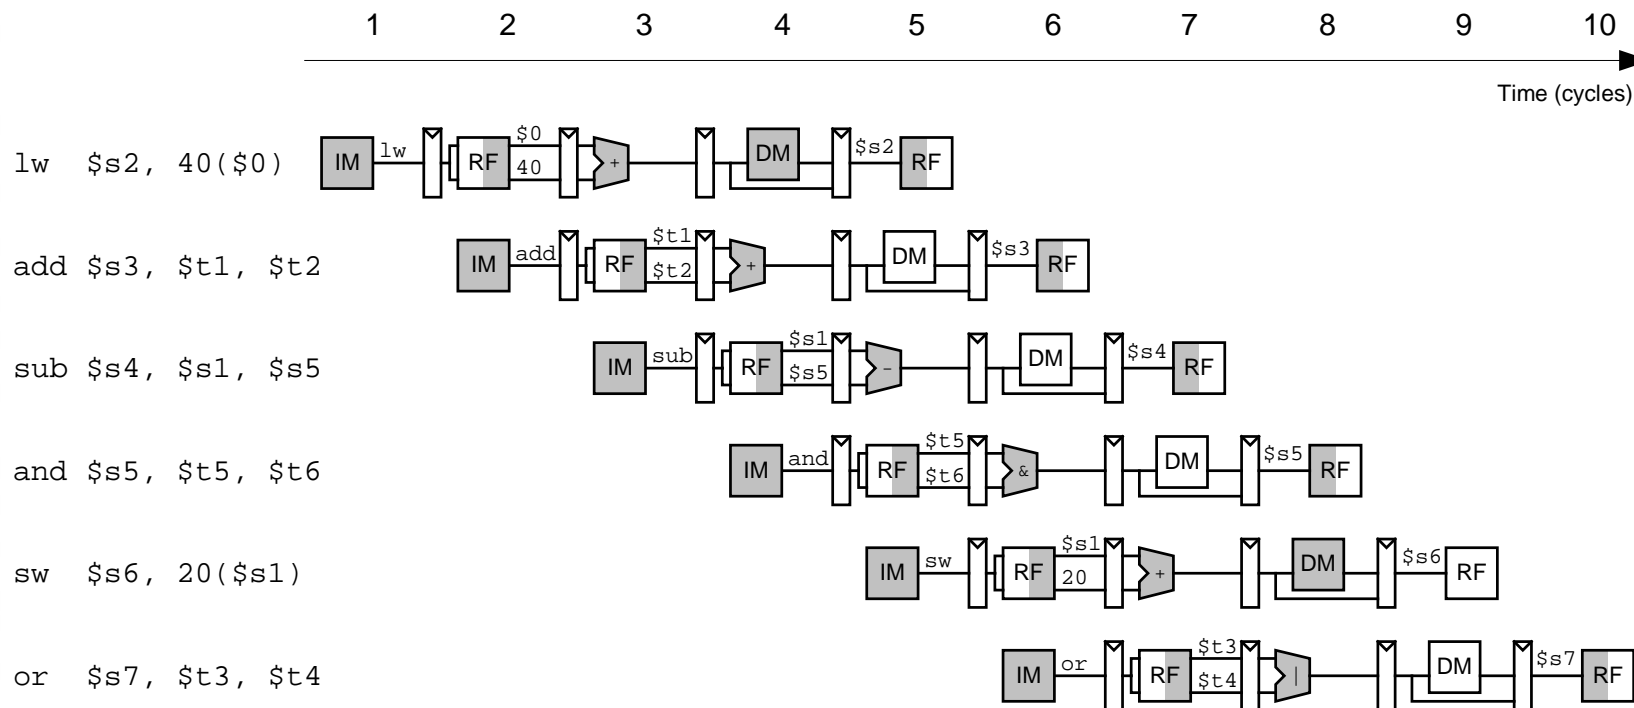 1 2 3 4 5 6 7 8 9 10
Time (cycles)
lw $s2, 40($0) IM lw RF $0 40 + DM $s2 RF
add $s3, $t1, $t2 IM add RF $t1 $t2 + DM $s3 RF
sub $s4, $s1, $s5 IM sub RF $s1 $s5 - DM $s4 RF
and $s5, $t5, $t6 IM and RF $t5 $t6 & DM $s5 RF
sw $s6, 20($s1) IM sw RF $s1 20 + DM $s6 RF
or $s7, $t3, $t4 IM or RF $t3 $t4 | DM $s7 RF